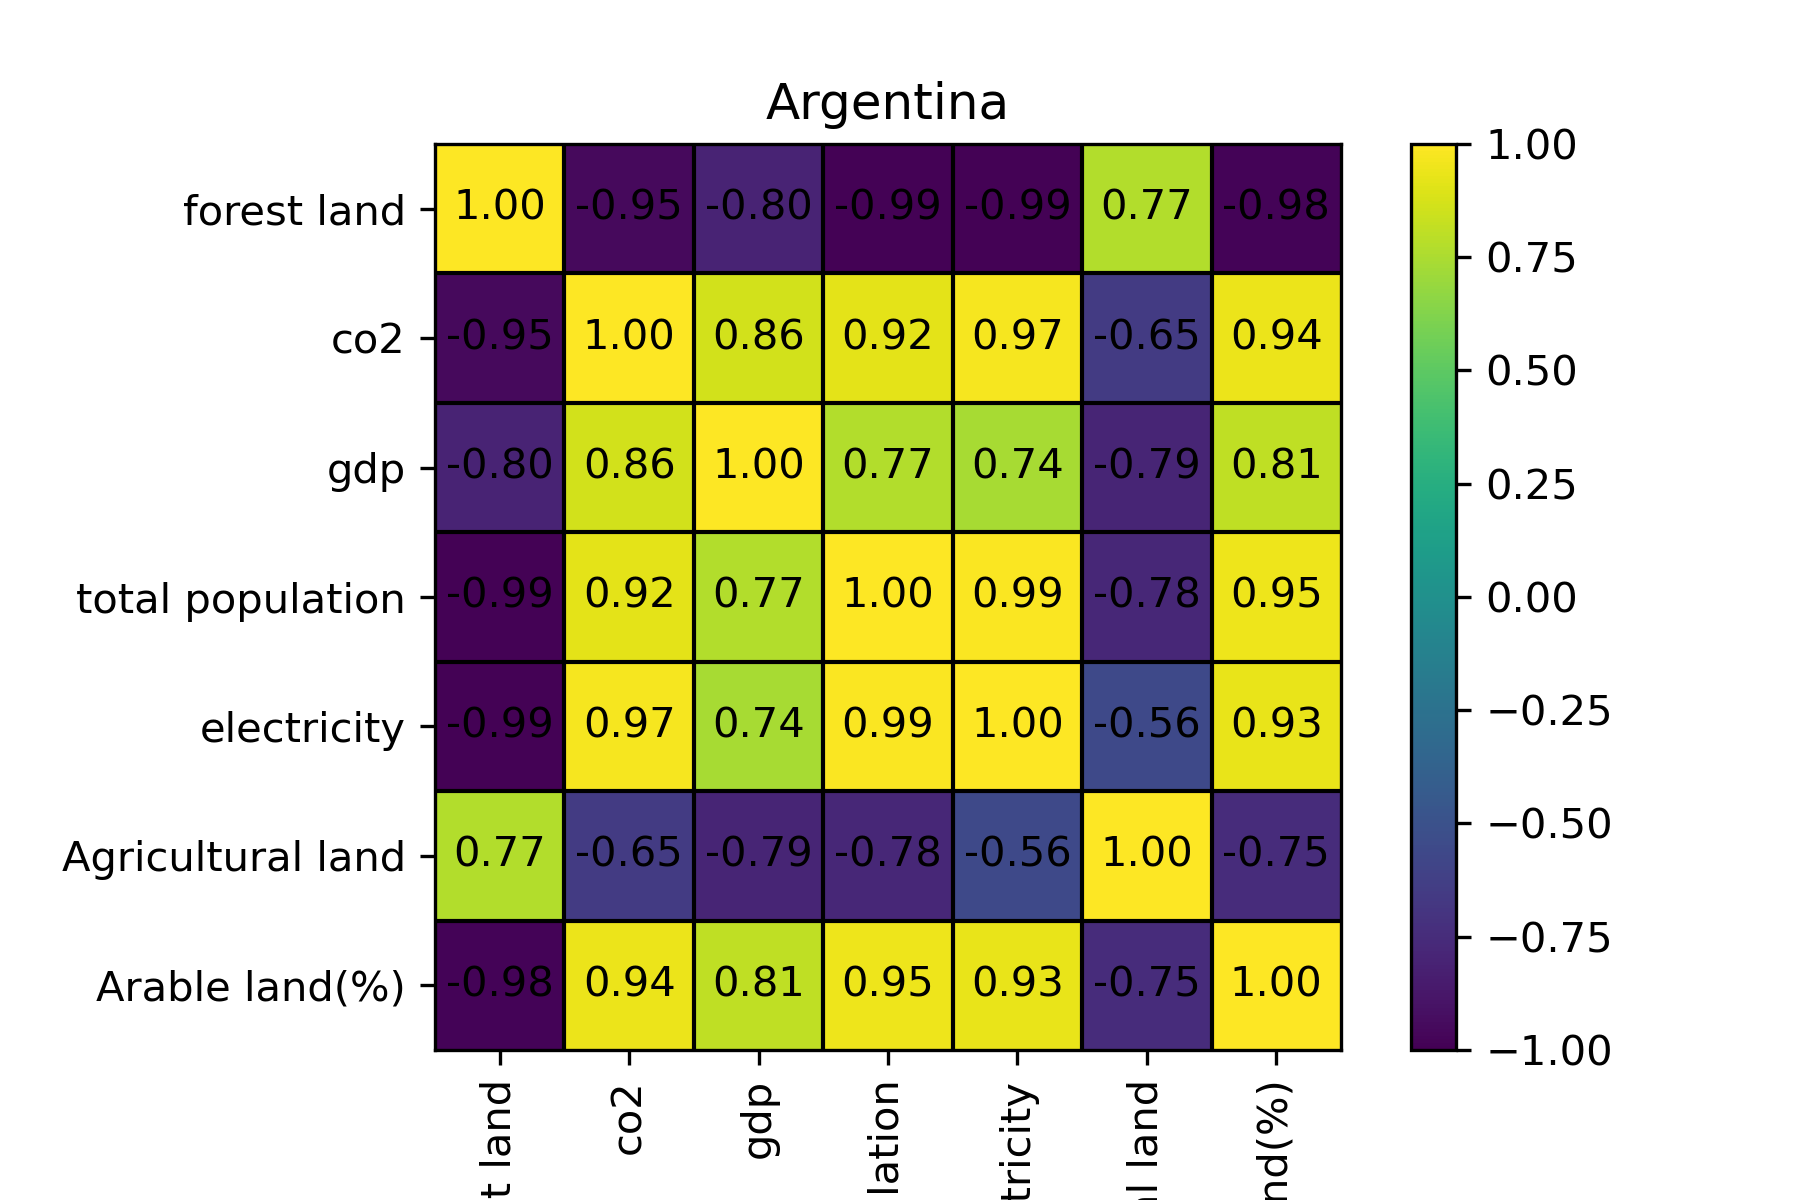 Argentina
forest land 1.00 -0.95 -0.80 -0.99 -0.99 0.77 -0.98
co2 -0.95 1.00 0.86 0.92 0.97 -0.65 0.94
gdp -0.80 0.86 1.00 0.77 0.74 -0.79 0.81
total population -0.99 0.92 0.77 1.00 0.99 -0.78 0.95
electricity -0.99 0.97 0.74 0.99 1.00 -0.56 0.93
Agricultural land 0.77 -0.65 -0.79 -0.78 -0.56 1.00 -0.75
Arable land(%) -0.98 0.94 0.81 0.95 0.93 -0.75 1.00
t land
co2
gdp
lation
tricity
al land
nd(%)
1.00
0.75
0.50
0.25
0.00
−0.25
−0.50
−0.75
−1.00